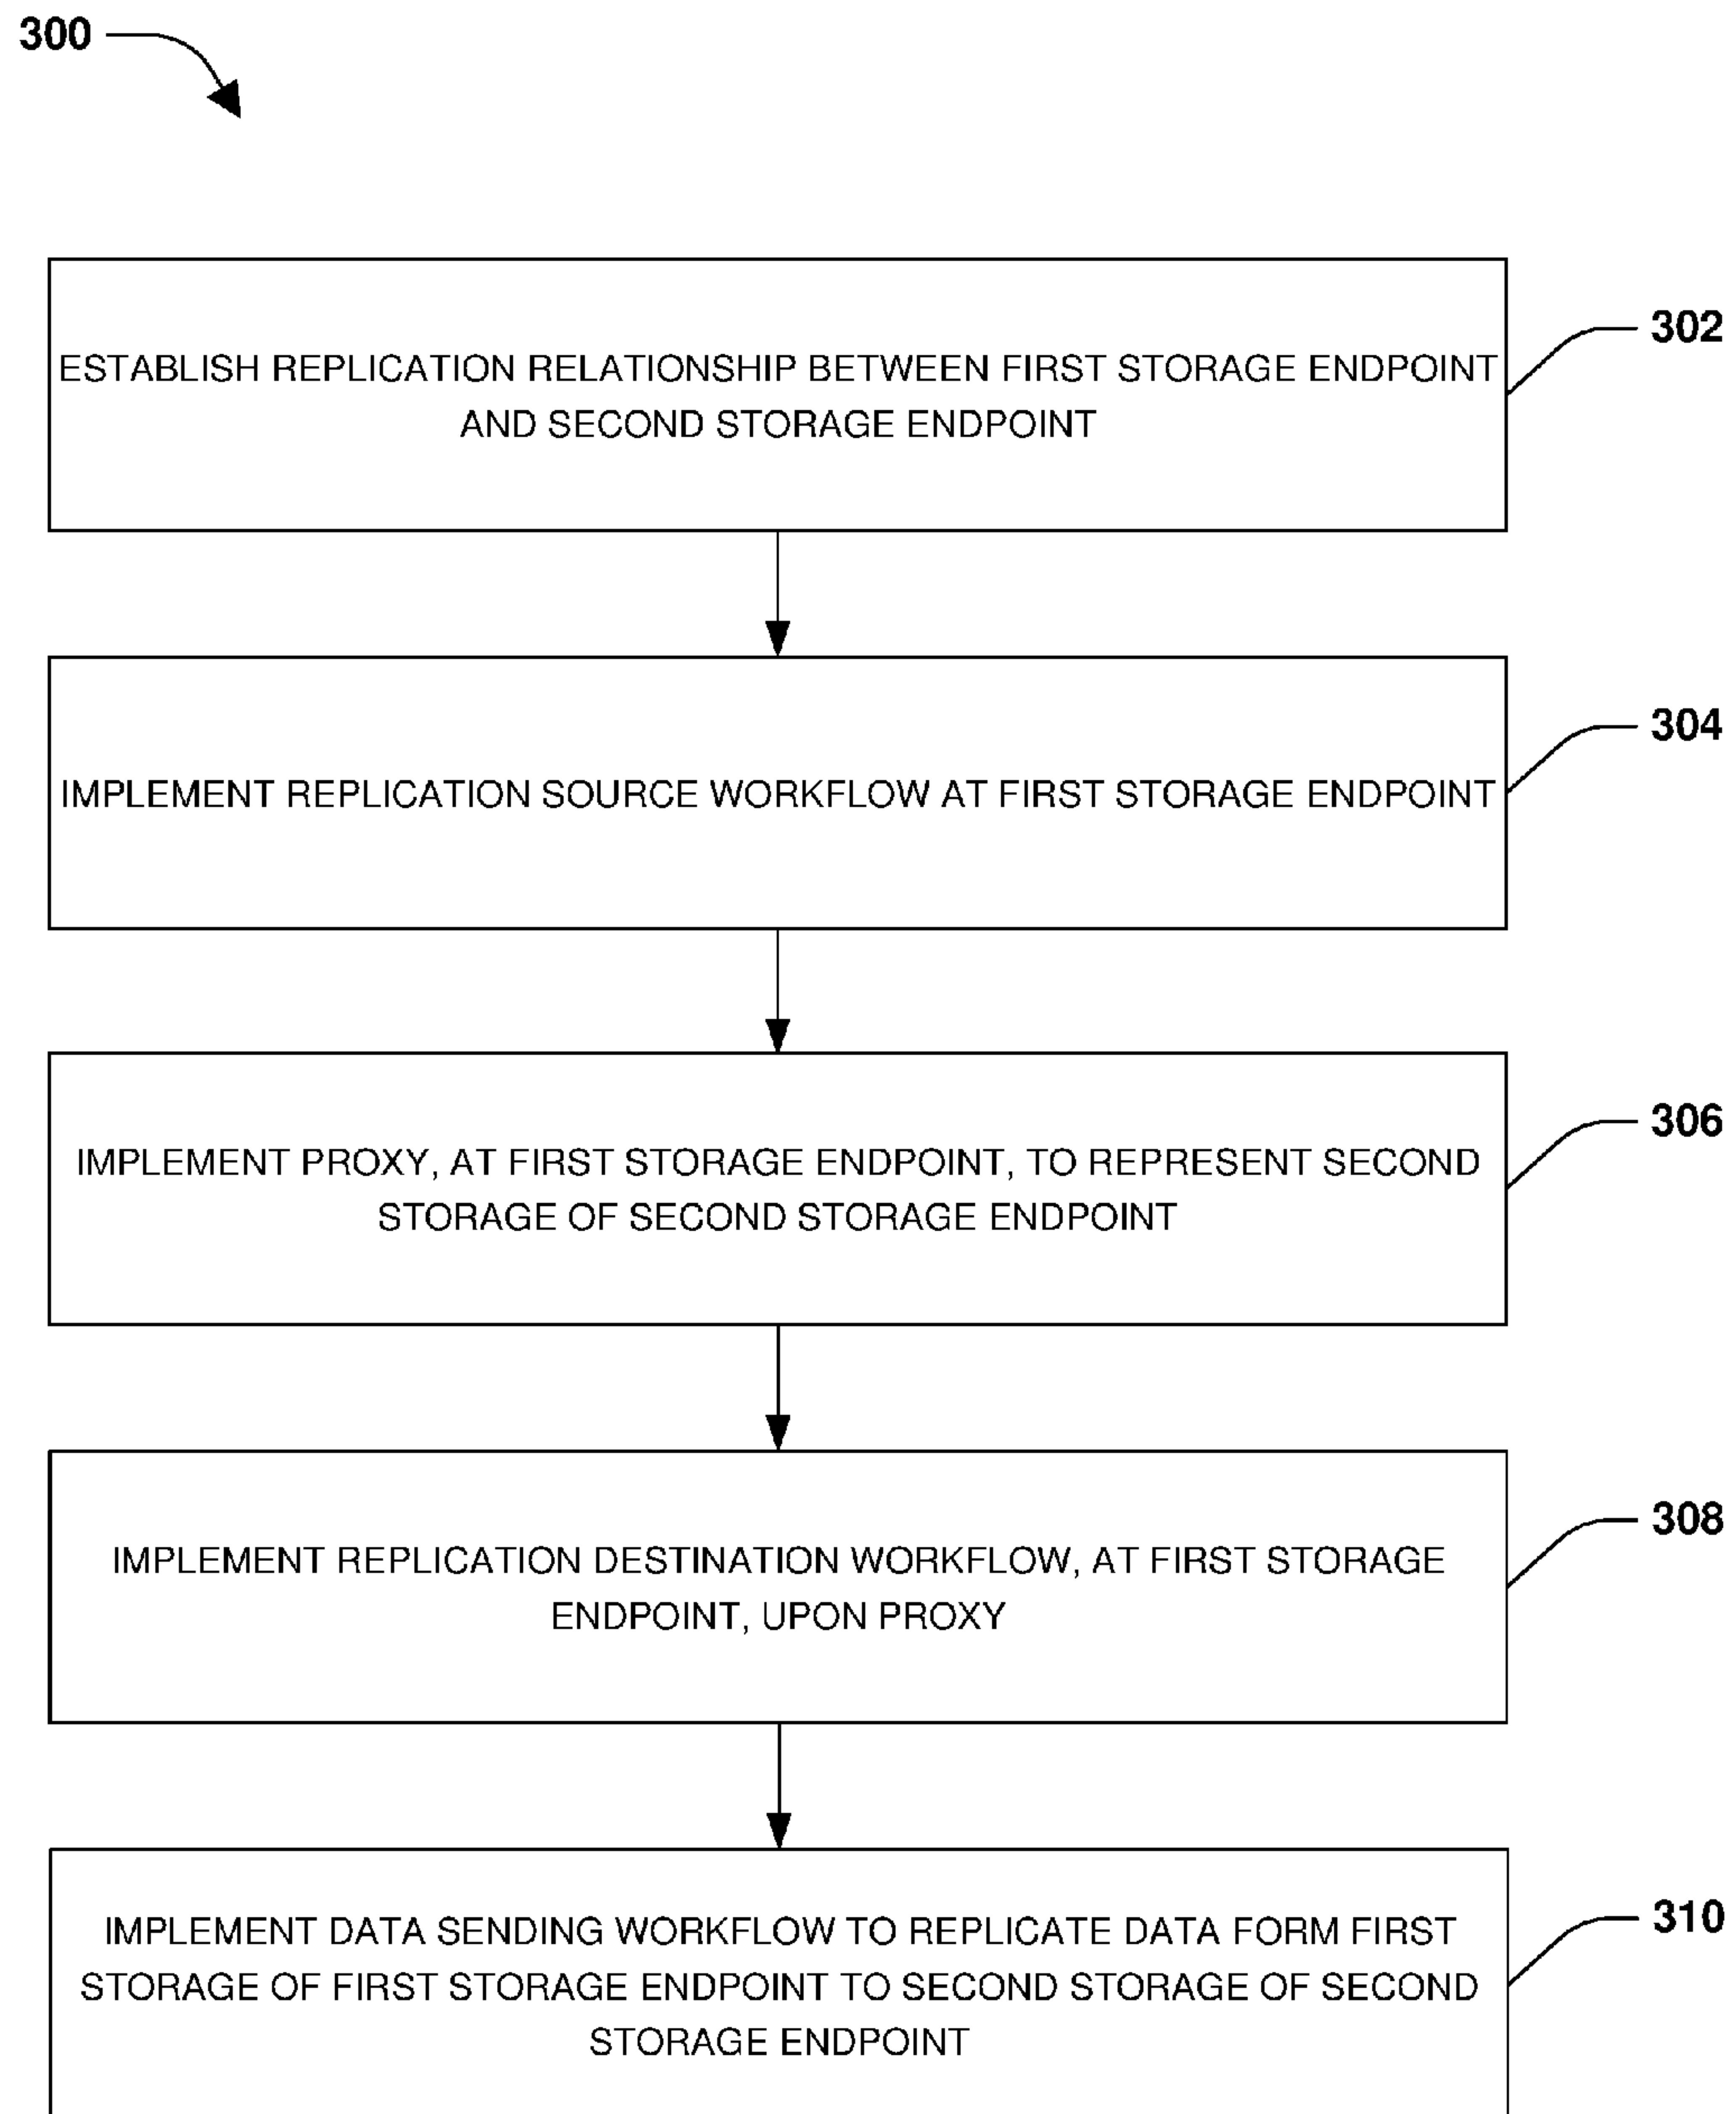 300
ESTABLISH REPLICATION RELATIONSHIP BETWEEN FIRST STORAGE ENDPOINT
AND SECOND STORAGE ENDPOINT
302
IMPLEMENT REPLICATION SOURCE WORKFLOW AT FIRST STORAGE ENDPOINT
304
IMPLEMENT PROXY, AT FIRST STORAGE ENDPOINT, TO REPRESENT SECOND
STORAGE OF SECOND STORAGE ENDPOINT
306
IMPLEMENT REPLICATION DESTINATION WORKFLOW, AT FIRST STORAGE
ENDPOINT, UPON PROXY
308
IMPLEMENT DATA SENDING WORKFLOW TO REPLICATE DATA FORM FIRST
STORAGE OF FIRST STORAGE ENDPOINT TO SECOND STORAGE OF SECOND
STORAGE ENDPOINT
310